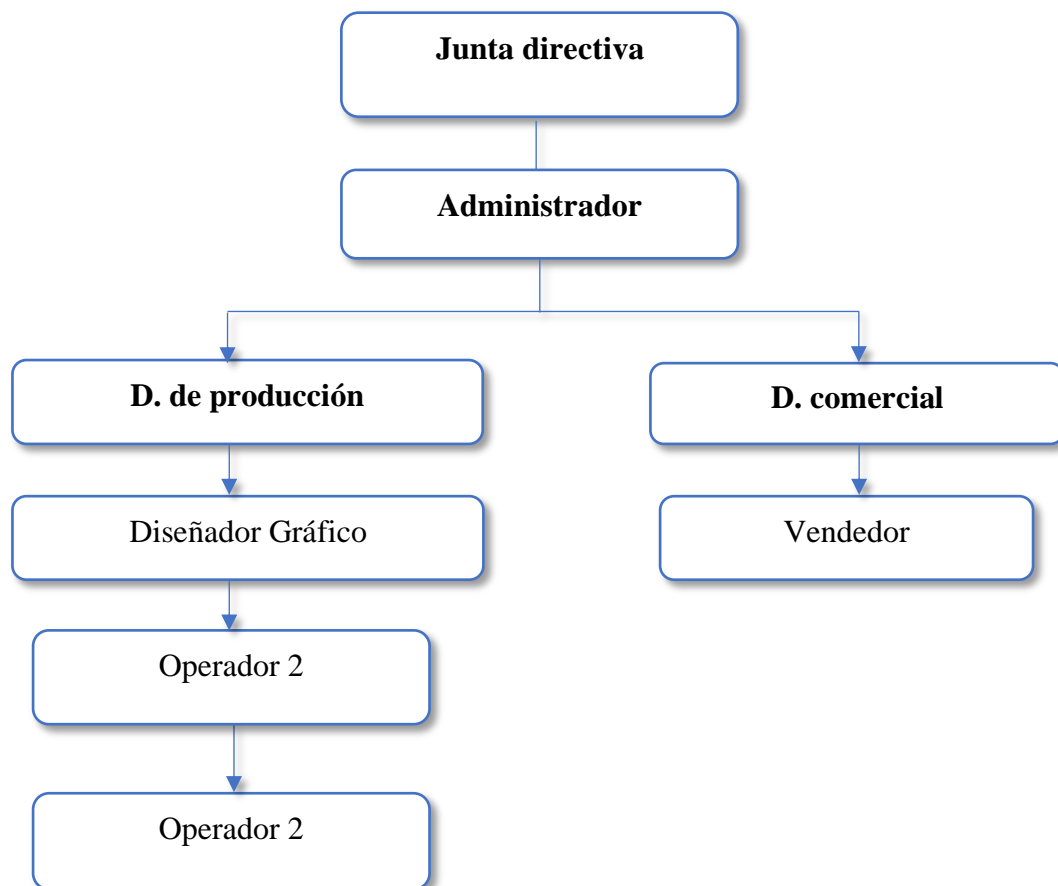 Junta directiva
Administrador
D. de producción
D. comercial
Diseñador Gráfico
Vendedor
Operador 2
Operador 2